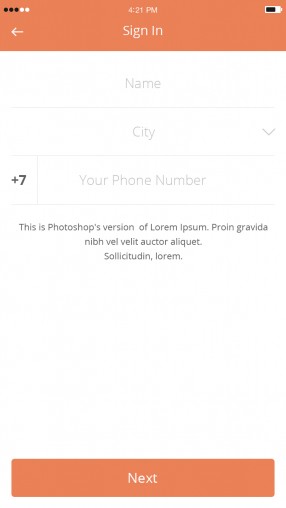 4:21 PM
Sign In
Name
City
+7 Your Phone Number
This is Photoshop's version of Lorem Ipsum. Proin gravida
nibh vel velit auctor aliquet.
Sollicitudin, lorem.
Next